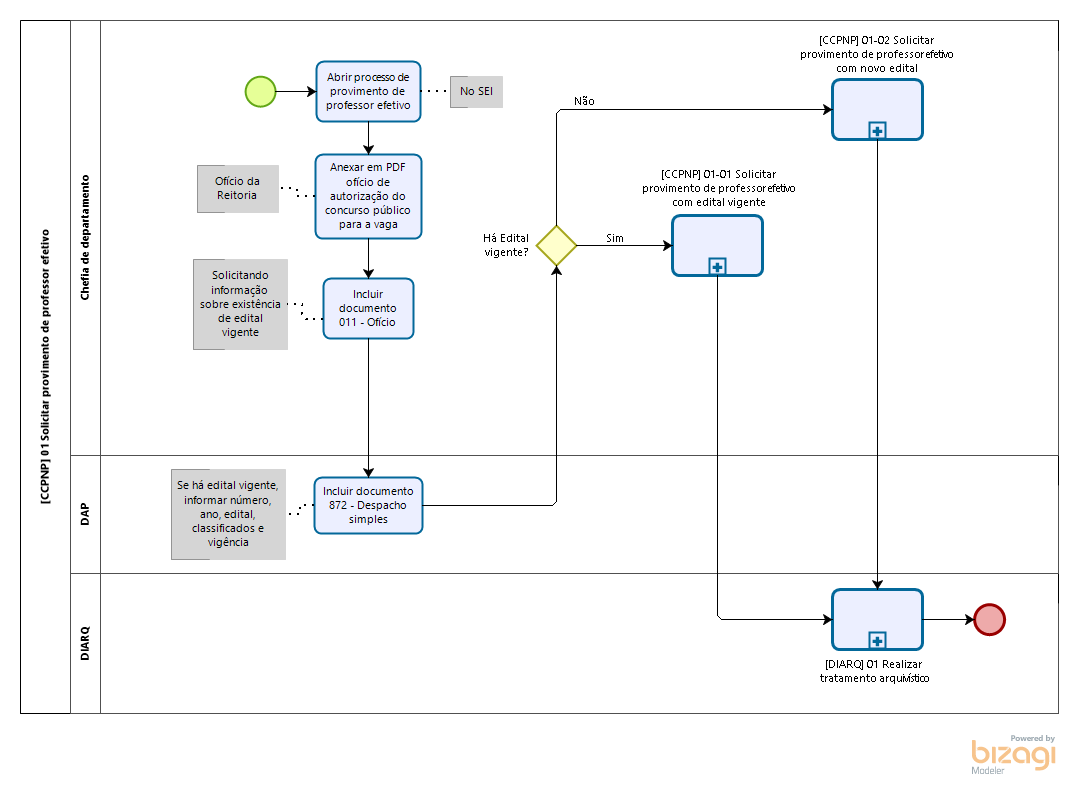 [CCPNP] 01 Solicitar provimento de professor efetivo
Chefia de departamento
Abrir processo de
provimento de
professor efetivo
No SEI
Anexar em PDF
ofício de
autorização do
concurso público
para a vaga
Ofício da
Reitoria
Incluir
documento
011 - Ofício
Solicitando
informação
sobre existência
de edital
vigente
Há Edital
vigente?
Não
Sim
[CCPNP] 01-02 Solicitar
provimento de professor efetivo
com novo edital
[CCPNP] 01-01 Solicitar
provimento de professor efetivo
com edital vigente
DAP
Se há edital vigente,
informar número,
ano, edital,
classificados e
vigência
Incluir documento
872 - Despacho
simples
DIARQ
[DIARQ] 01 Realizar
tratamento arquivístico
Powered by
bizagi
Modeler